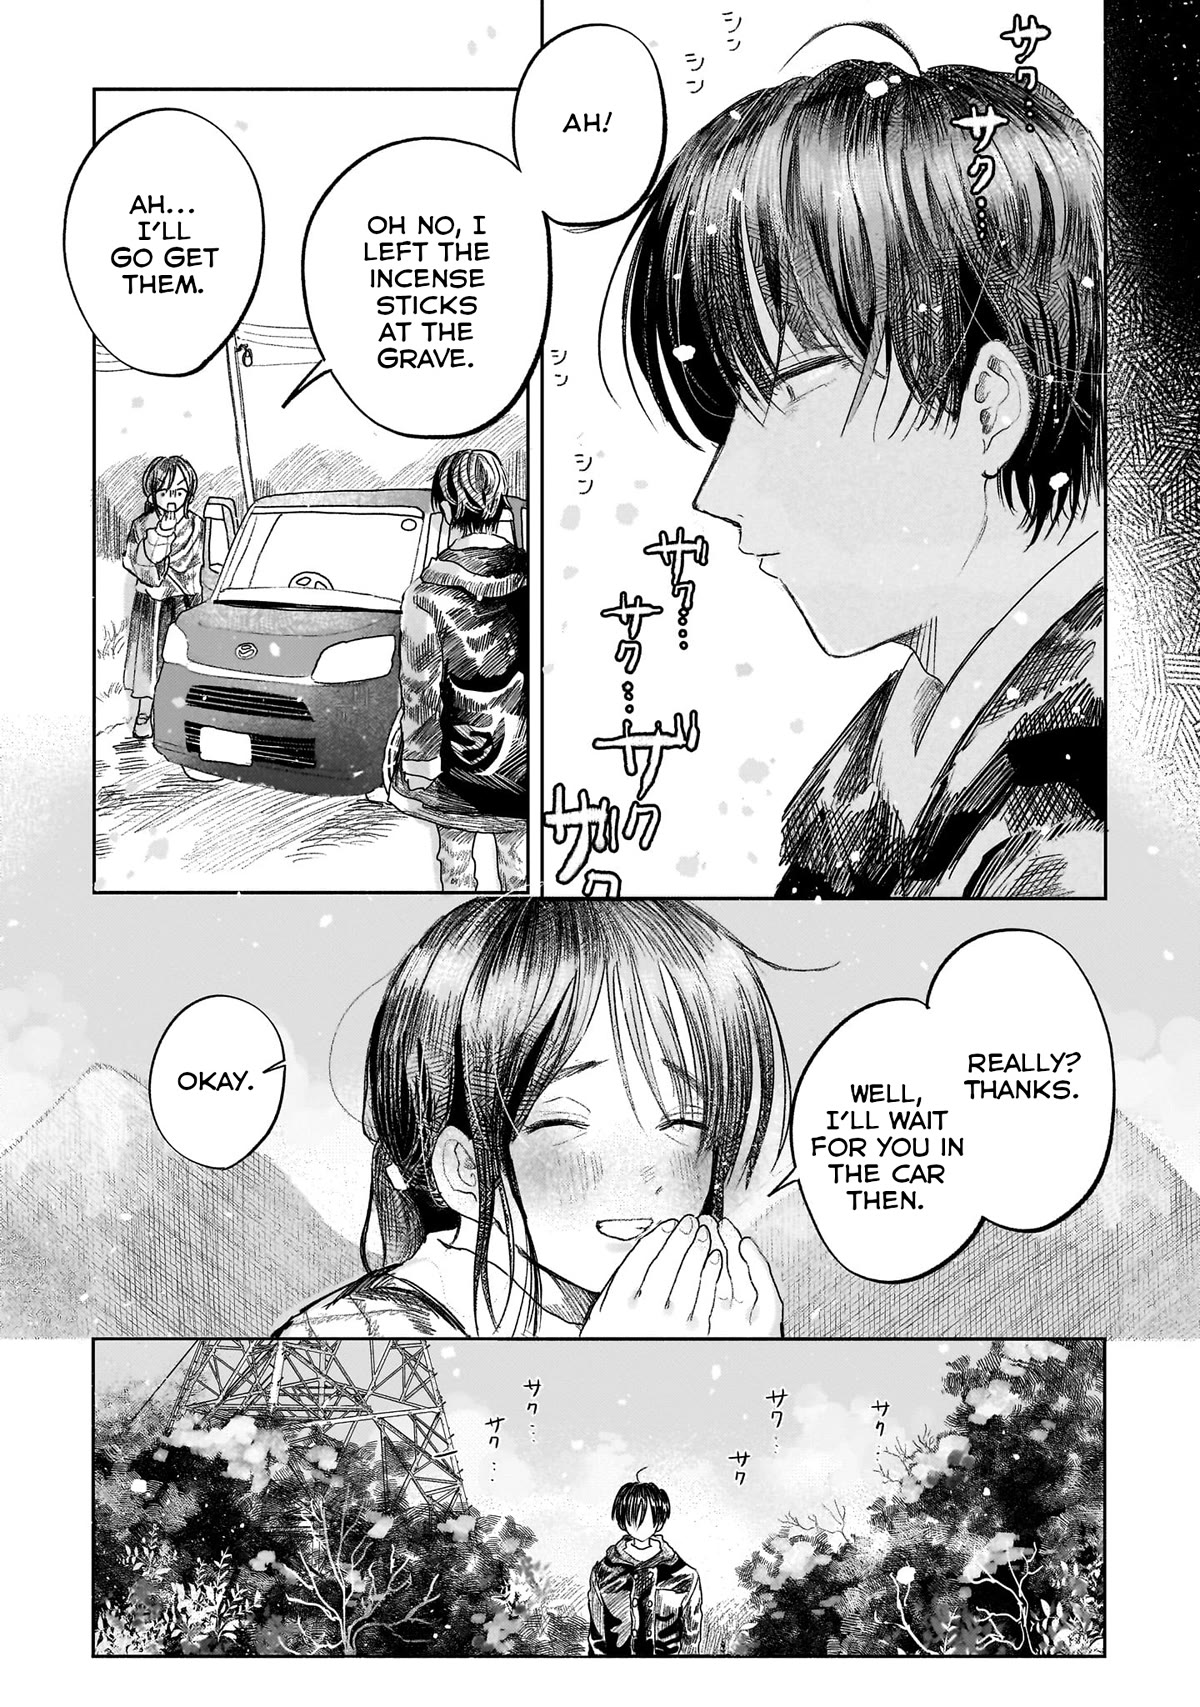 シン
シン
サク…
サク…
シン
シン
ザク…
サク…
ザク
ザク
AH!
OH NO, I
LEFT THE
INCENSE
STICKS
AT THE
GRAVE.
AH...
I'LL
GO GET
THEM.
REALLY?
THANKS.
WELL,
I'LL WAIT
FOR YOU IN
THE CAR
THEN.
OKAY.
サク…
サク…
サク
サク…
サク…